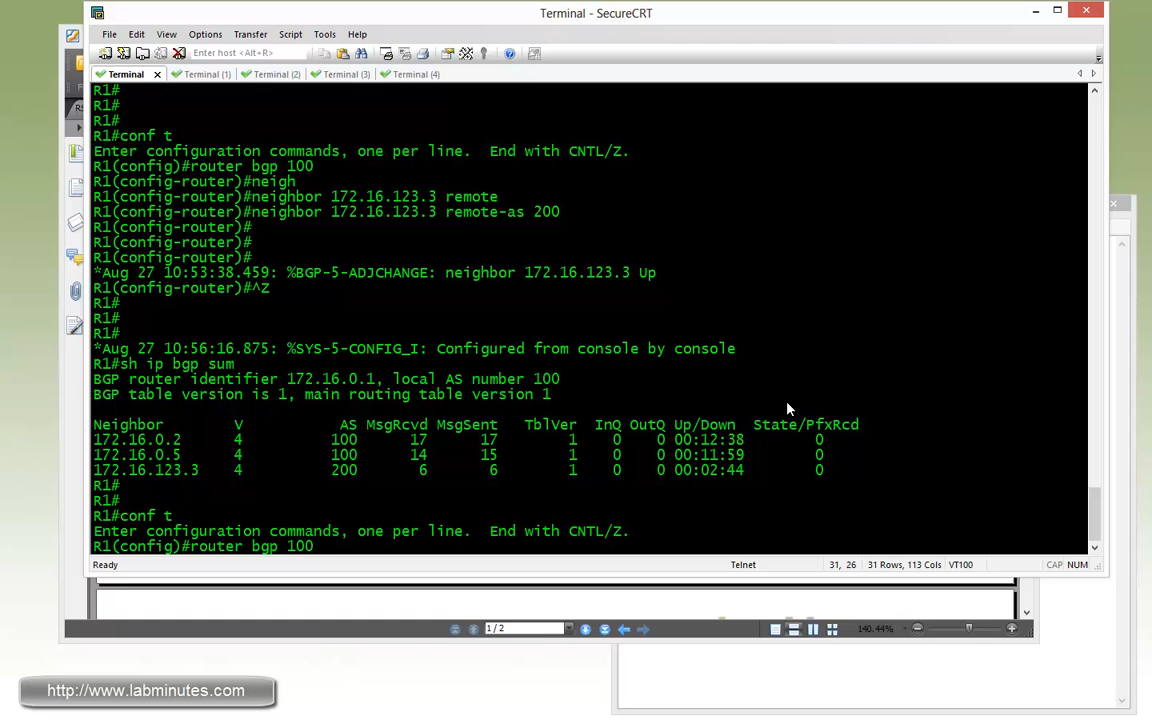 Terminal - SecureCRT
File Edit View Options Transfer Script Tools Help
Enter host <Alt+R>
Terminal Terminal (1) Terminal (2) Terminal (3) Terminal (4)
R1#
R1#
R1#
R1#conf t
Enter configuration commands, one per line. End with CNTL/Z.
R1(config)#router bgp 100
R1(config-router)#neigh
R1(config-router)#neighbor 172.16.123.3 remote
R1(config-router)#neighbor 172.16.123.3 remote-as 200
R1(config-router)#
R1(config-router)#
R1(config-router)#
*Aug 27 10:53:38.459: %BGP-5-ADJCHANGE: neighbor 172.16.123.3 Up
R1(config-router)#^Z
R1#
R1#
R1#
*Aug 27 10:56:16.875: %SYS-5-CONFIG_I: Configured from console by console
R1#sh ip bgp sum
BGP router identifier 172.16.0.1, local AS number 100
BGP table version is 1, main routing table version 1
Neighbor V AS MsgRcvd MsgSent TblVer InQ OutQ Up/Down State/PfxRcd
172.16.0.2 4 100 17 17 1 0 0 00:12:38 0
172.16.0.5 4 100 14 15 1 0 0 00:11:59 0
172.16.123.3 4 200 6 6 1 0 0 00:02:44 0
R1#
R1#
R1#conf t
Enter configuration commands, one per line. End with CNTL/Z.
R1(config)#router bgp 100
Ready Telnet 31, 26 31 Rows, 113 Cols VT100 CAP NUM
1/2 140.44%
http://www.labminutes.com